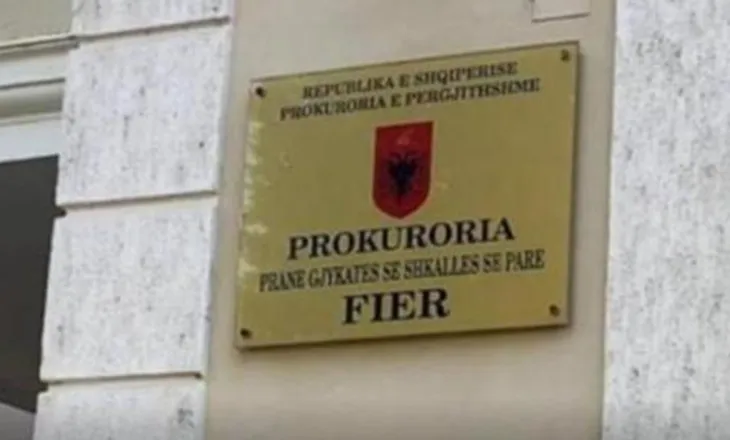 REPUBLIKA E SHQIPERISE
PROKURORIA E PERGJITHSHME
PROKURORIA
PRANE GJYKATES SE SHKALLES SE PARE
FIER